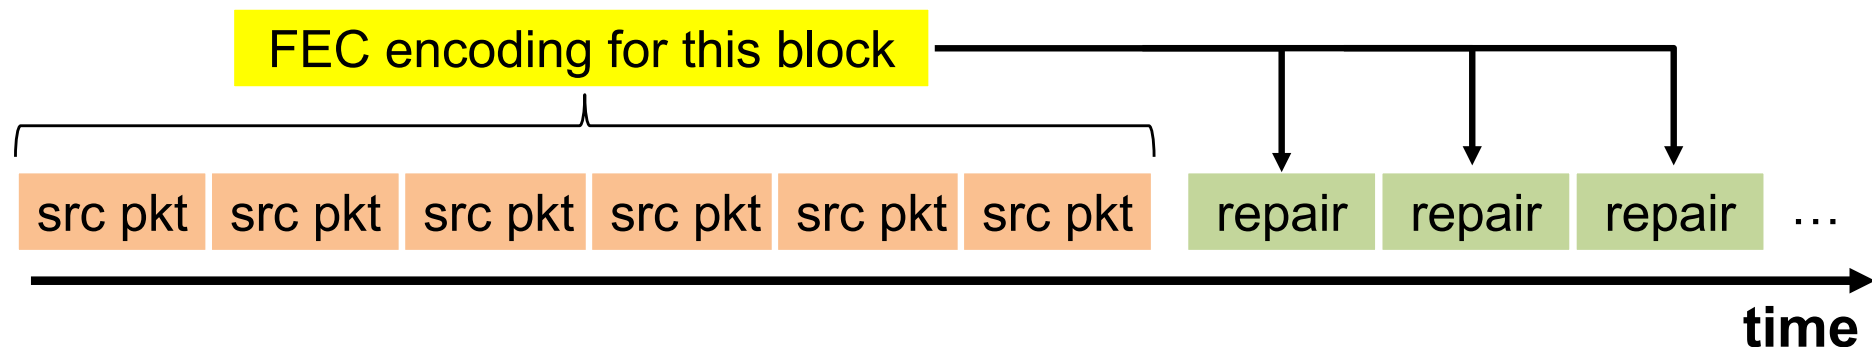 FEC encoding for this block
src pkt src pkt src pkt src pkt src pkt src pkt repair repair repair ...
time